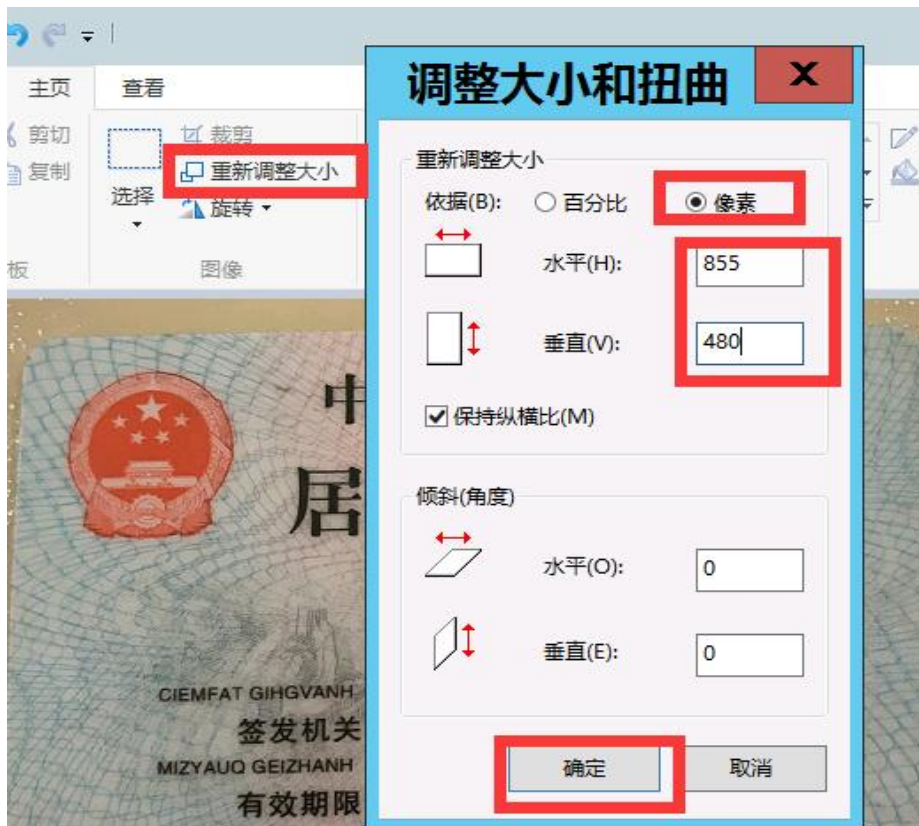 主页
查看
剪切
复制
选择
裁剪
重新调整大小
旋转
板
图像
调整大小和扭曲
X
重新调整大小
依据(B):
百分比
像素
水平(H):
855
垂直(V):
480
保持纵横比(M)
倾斜(角度)
水平(O):
0
垂直(E):
0
确定
取消
中
居
CIEMFAT GIHGVANH
签发机关
MIZYAUQ GEIZHANH
有效期限